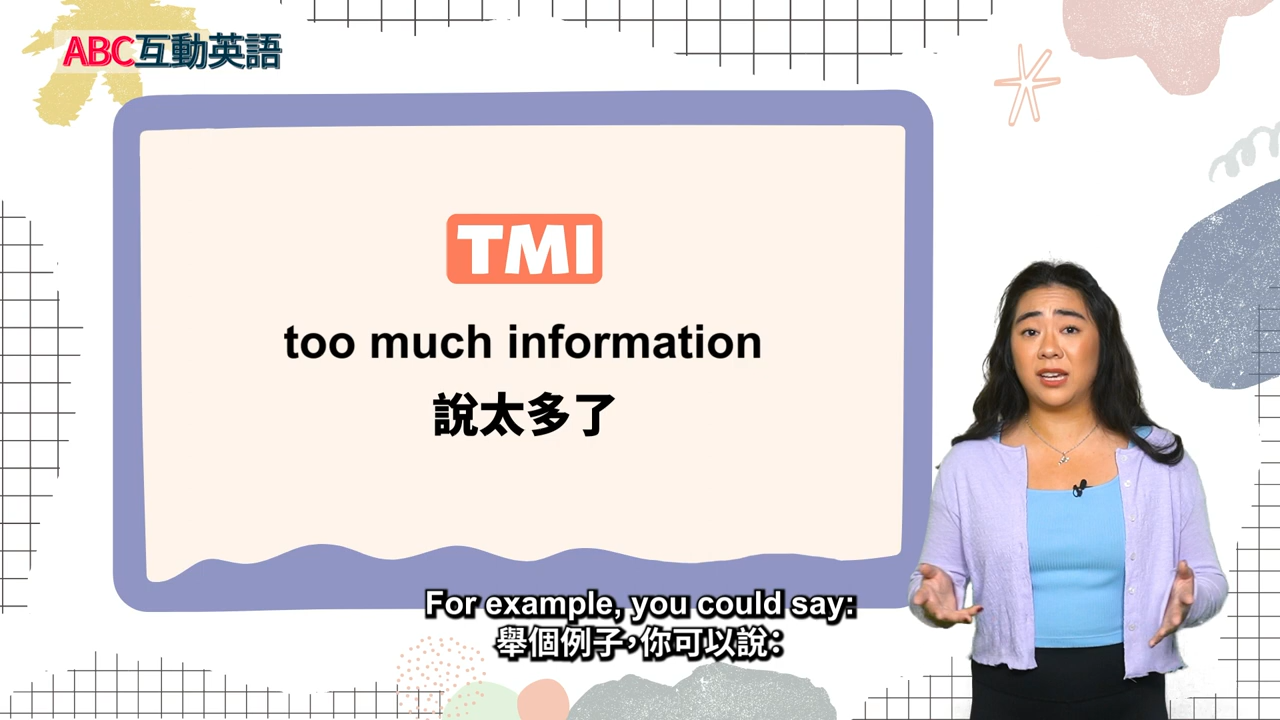 ABC互動英語
TMI
too much information
說太多了
For example, you could say:
舉個例子，你可以說：